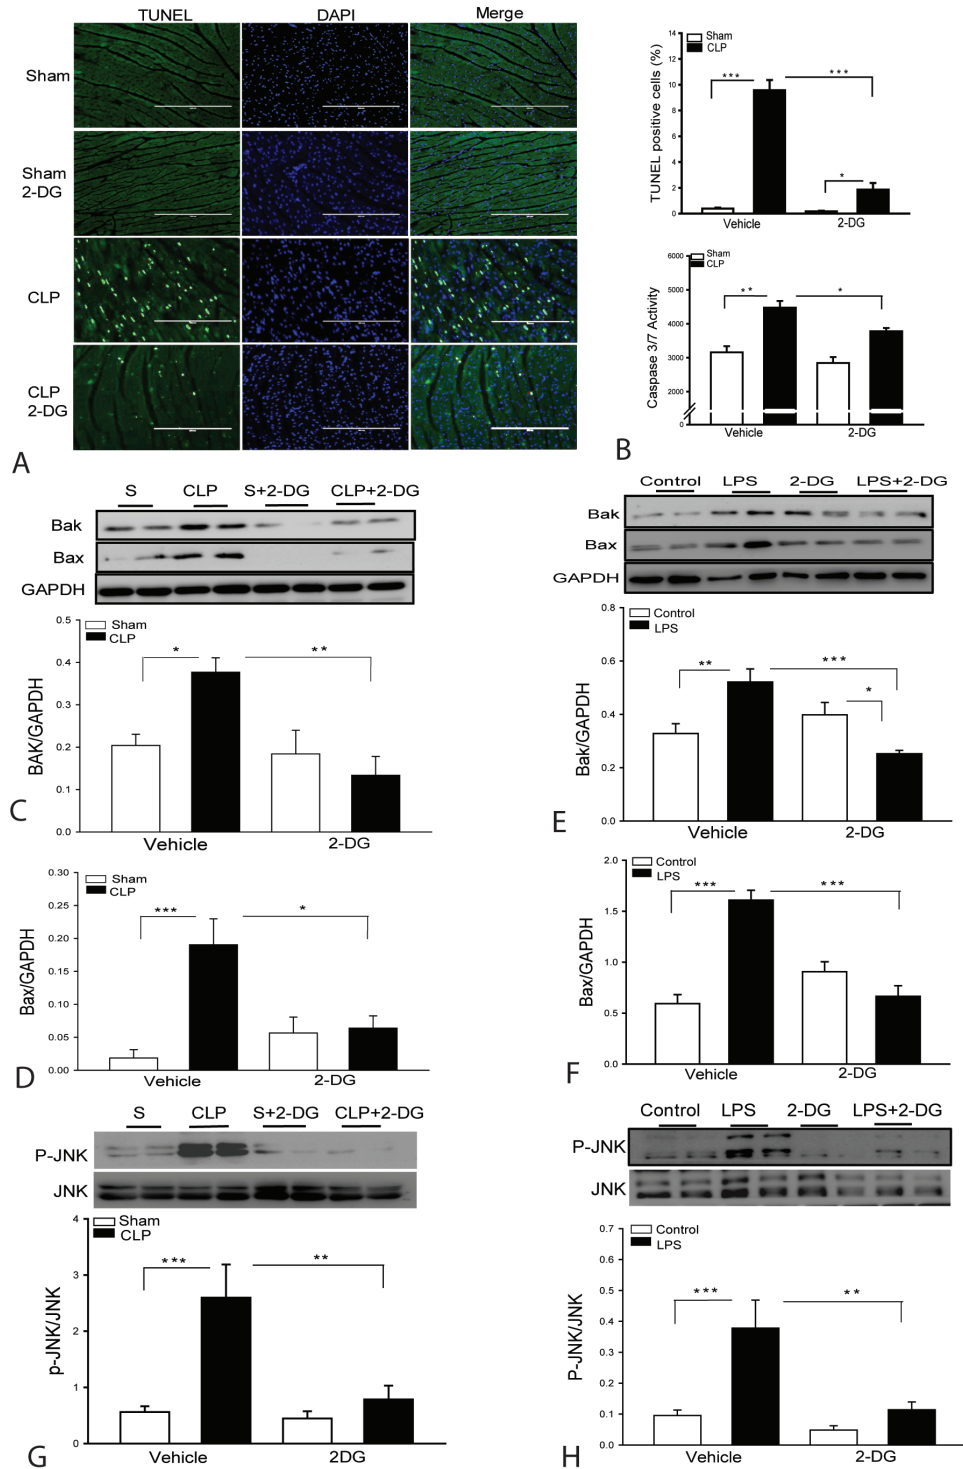 TUNEL DAPI Merge
Sham
Sham
2-DG
CLP
CLP
2-DG
A
Sham
CLP
TUNEL positive cells (%)
14
12
10
8
6
4
2
0
*** ***
*
Vehicle 2-DG
Sham
CLP
Caspase 3/7 Activity
6000
5000
4000
3000
2000
0
** *
Vehicle 2-DG
B
S CLP S+2-DG CLP+2-DG
Bak
Bax
GAPDH
Sham
CLP
BAK/GAPDH
0.5
0.4
0.3
0.2
0.1
0.0
* **
Vehicle 2-DG
C
Sham
CLP
Bax/GAPDH
0.30
0.25
0.20
0.15
0.10
0.05
0.00
*** *
Vehicle 2-DG
D
Control LPS 2-DG LPS+2-DG
Bak
Bax
GAPDH
Control
LPS
Bak/GAPDH
0.8
0.6
0.4
0.2
0.0
** ***
*
Vehicle 2-DG
E
Control
LPS
Bax/GAPDH
2.0
1.5
1.0
0.5
0.0
*** ***
Vehicle 2-DG
F
S CLP S+2-DG CLP+2-DG
P-JNK
JNK
Sham
CLP
p-JNK/JNK
4
3
2
1
0
*** **
Vehicle 2DG
G
Control LPS 2-DG LPS+2-DG
P-JNK
JNK
Control
LPS
P-JNK/JNK
0.7
0.6
0.5
0.4
0.3
0.2
0.1
0.0
*** **
Vehicle 2-DG
H